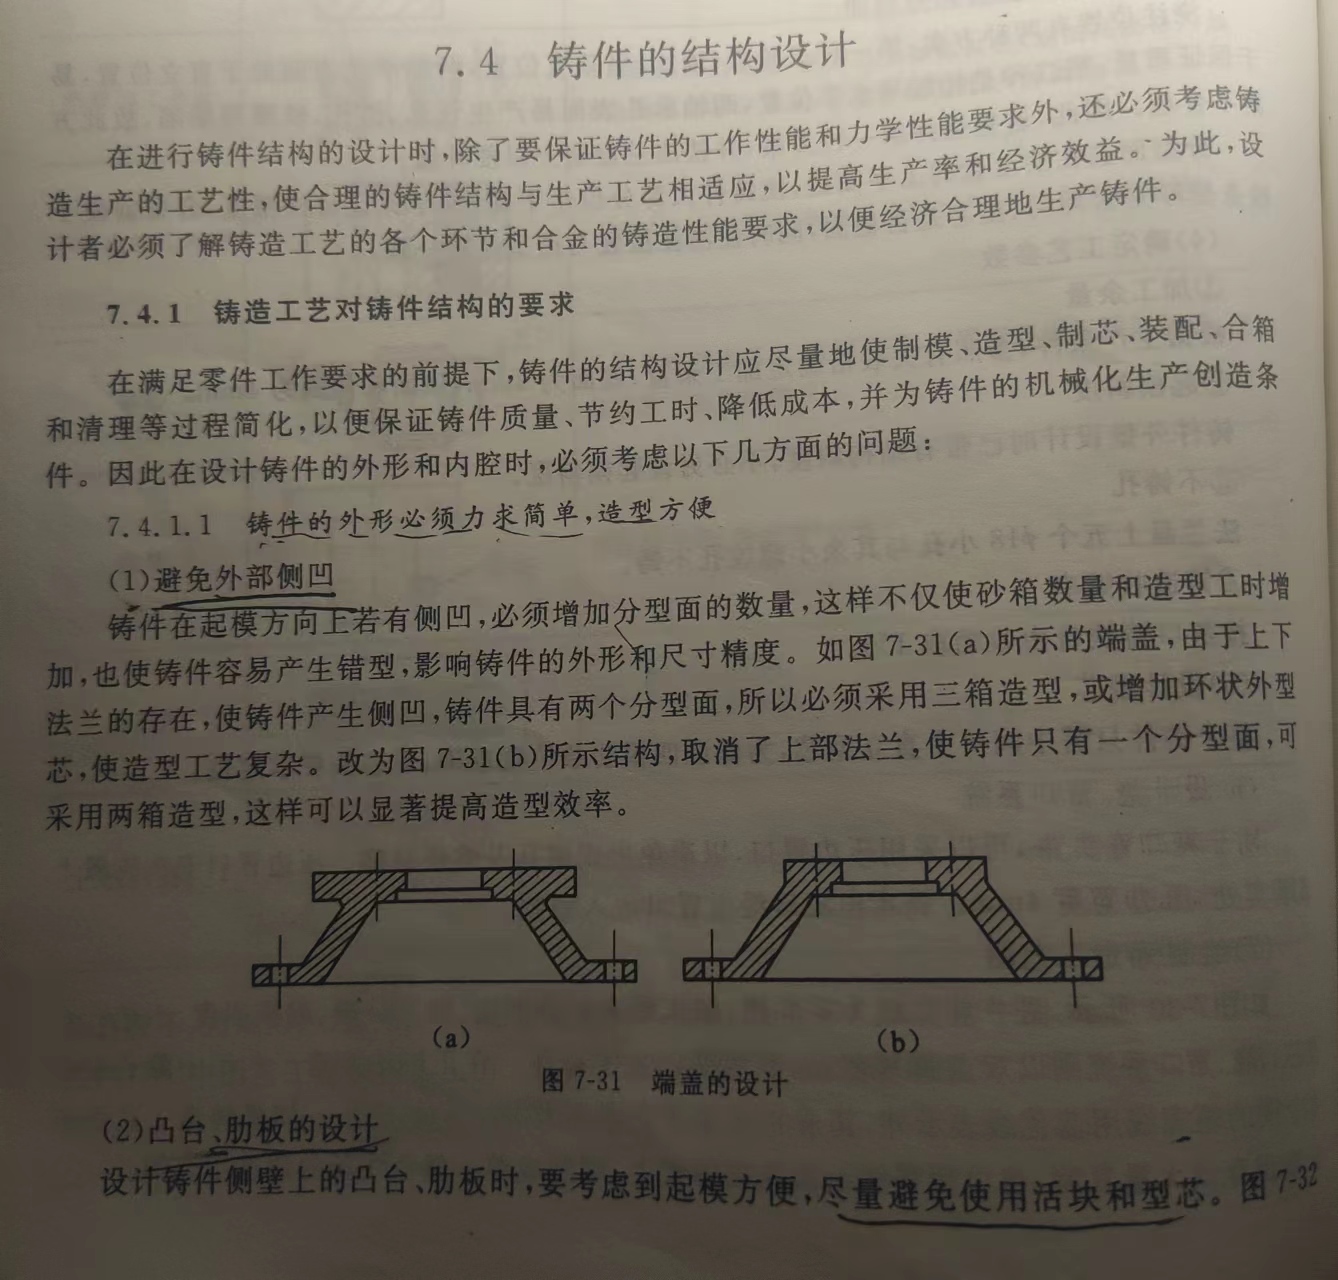 7.4 铸件的结构设计
在进行铸件结构的设计时,除了要保证铸件的工作性能和力学性能要求外,还必须考虑铸
造生产的工艺性,使合理的铸件结构与生产工艺相适应,以提高生产率和经济效益。为此,设
计者必须了解铸造工艺的各个环节和合金的铸造性能要求,以便经济合理地生产铸件。
7.4.1 铸造工艺对铸件结构的要求
在满足零件工作要求的前提下,铸件的结构设计应尽量地使制模、造型、制芯、装配、合箱
和清理等过程简化,以便保证铸件质量、节约工时、降低成本,并为铸件的机械化生产创造条
件。因此在设计铸件的外形和内腔时,必须考虑以下几方面的问题:
7.4.1.1 铸件的外形必须力求简单,造型方便
(1)避免外部侧凹
铸件在起模方向上若有侧凹,必须增加分型面的数量,这样不仅使砂箱数量和造型工时增
加,也使铸件容易产生错型,影响铸件的外形和尺寸精度。如图 7-31(a)所示的端盖,由于上下
法兰的存在,使铸件产生侧凹,铸件具有两个分型面,所以必须采用三箱造型,或增加环状外型
芯,使造型工艺复杂。改为图 7-31(b)所示结构,取消了上部法兰,使铸件只有一个分型面,可
采用两箱造型,这样可以显著提高造型效率。
(a)
(b)
图 7-31 端盖的设计
(2)凸台、肋板的设计
设计铸件侧壁上的凸台、肋板时,要考虑到起模方便,尽量避免使用活块和型芯。图 7-32